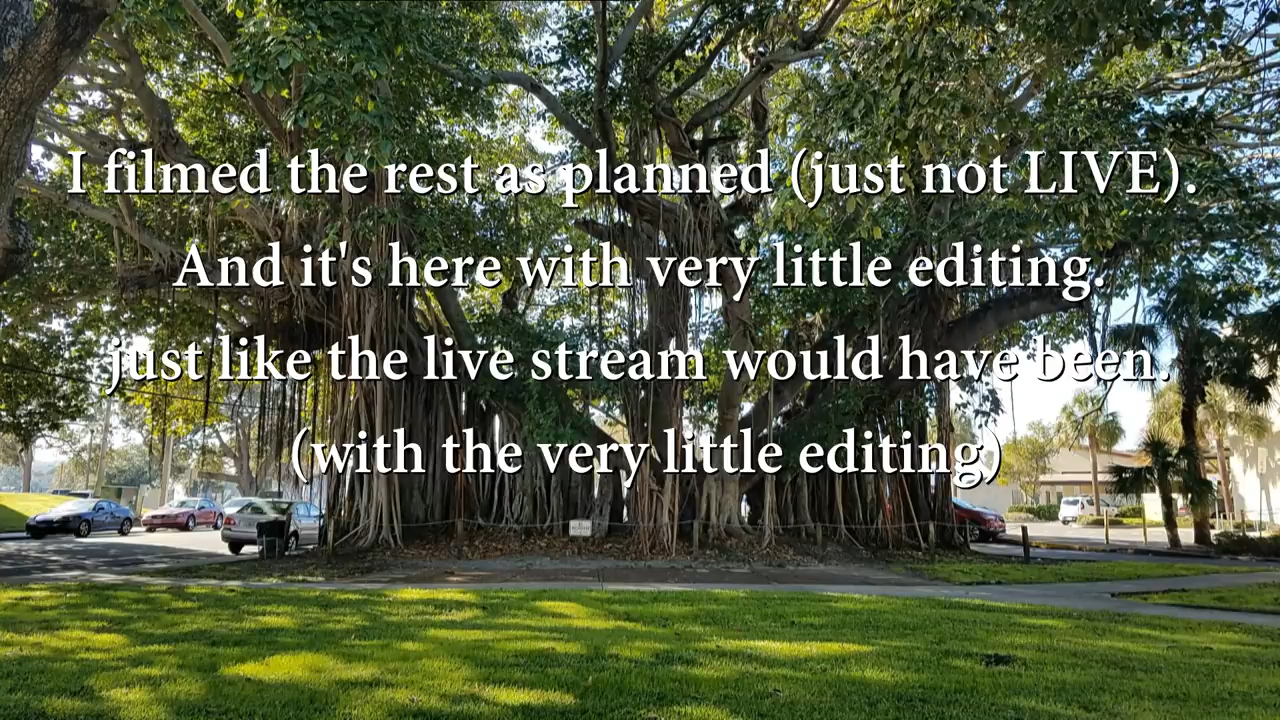 I filmed the rest as planned (just not LIVE).
And it's here with very little editing.
just like the live stream would have been.
(with the very little editing)